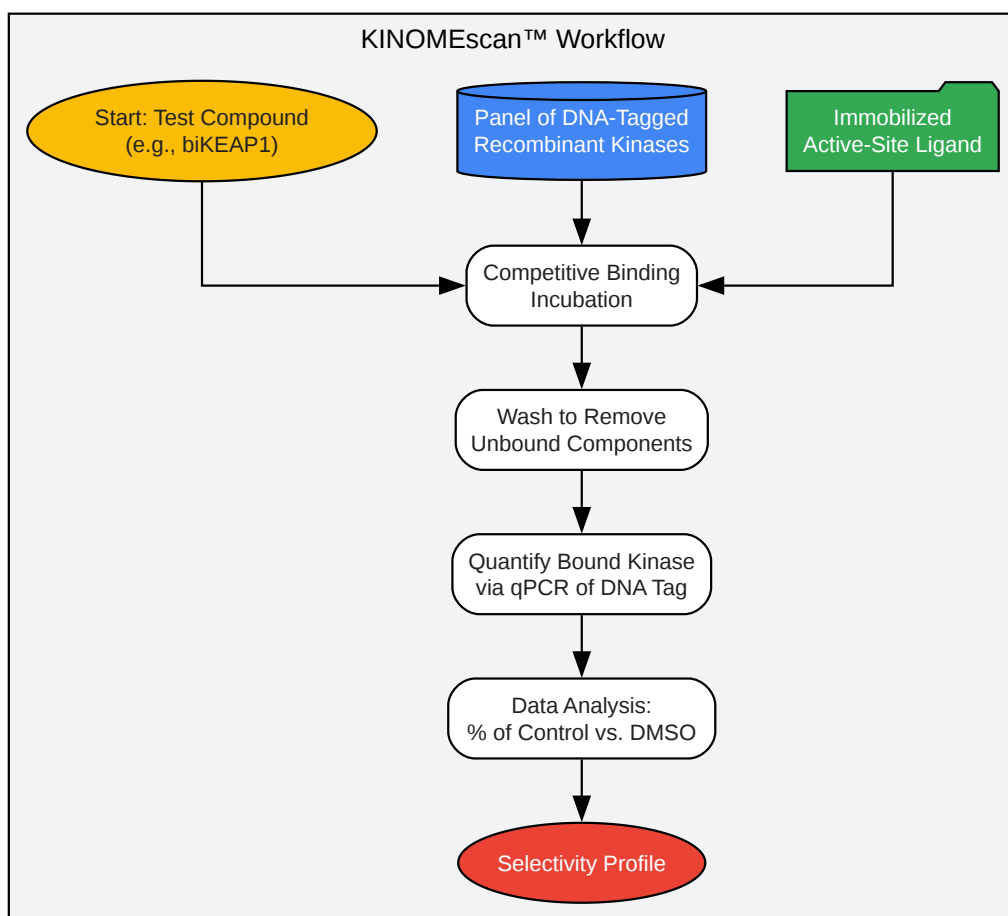 KINOMEscan™ Workflow
Start: Test Compound
(e.g., biKEAP1)
Panel of DNA-Tagged
Recombinant Kinases
Immobilized
Active-Site Ligand
Competitive Binding
Incubation
Wash to Remove
Unbound Components
Quantify Bound Kinase
via qPCR of DNA Tag
Data Analysis:
% of Control vs. DMSO
Selectivity Profile